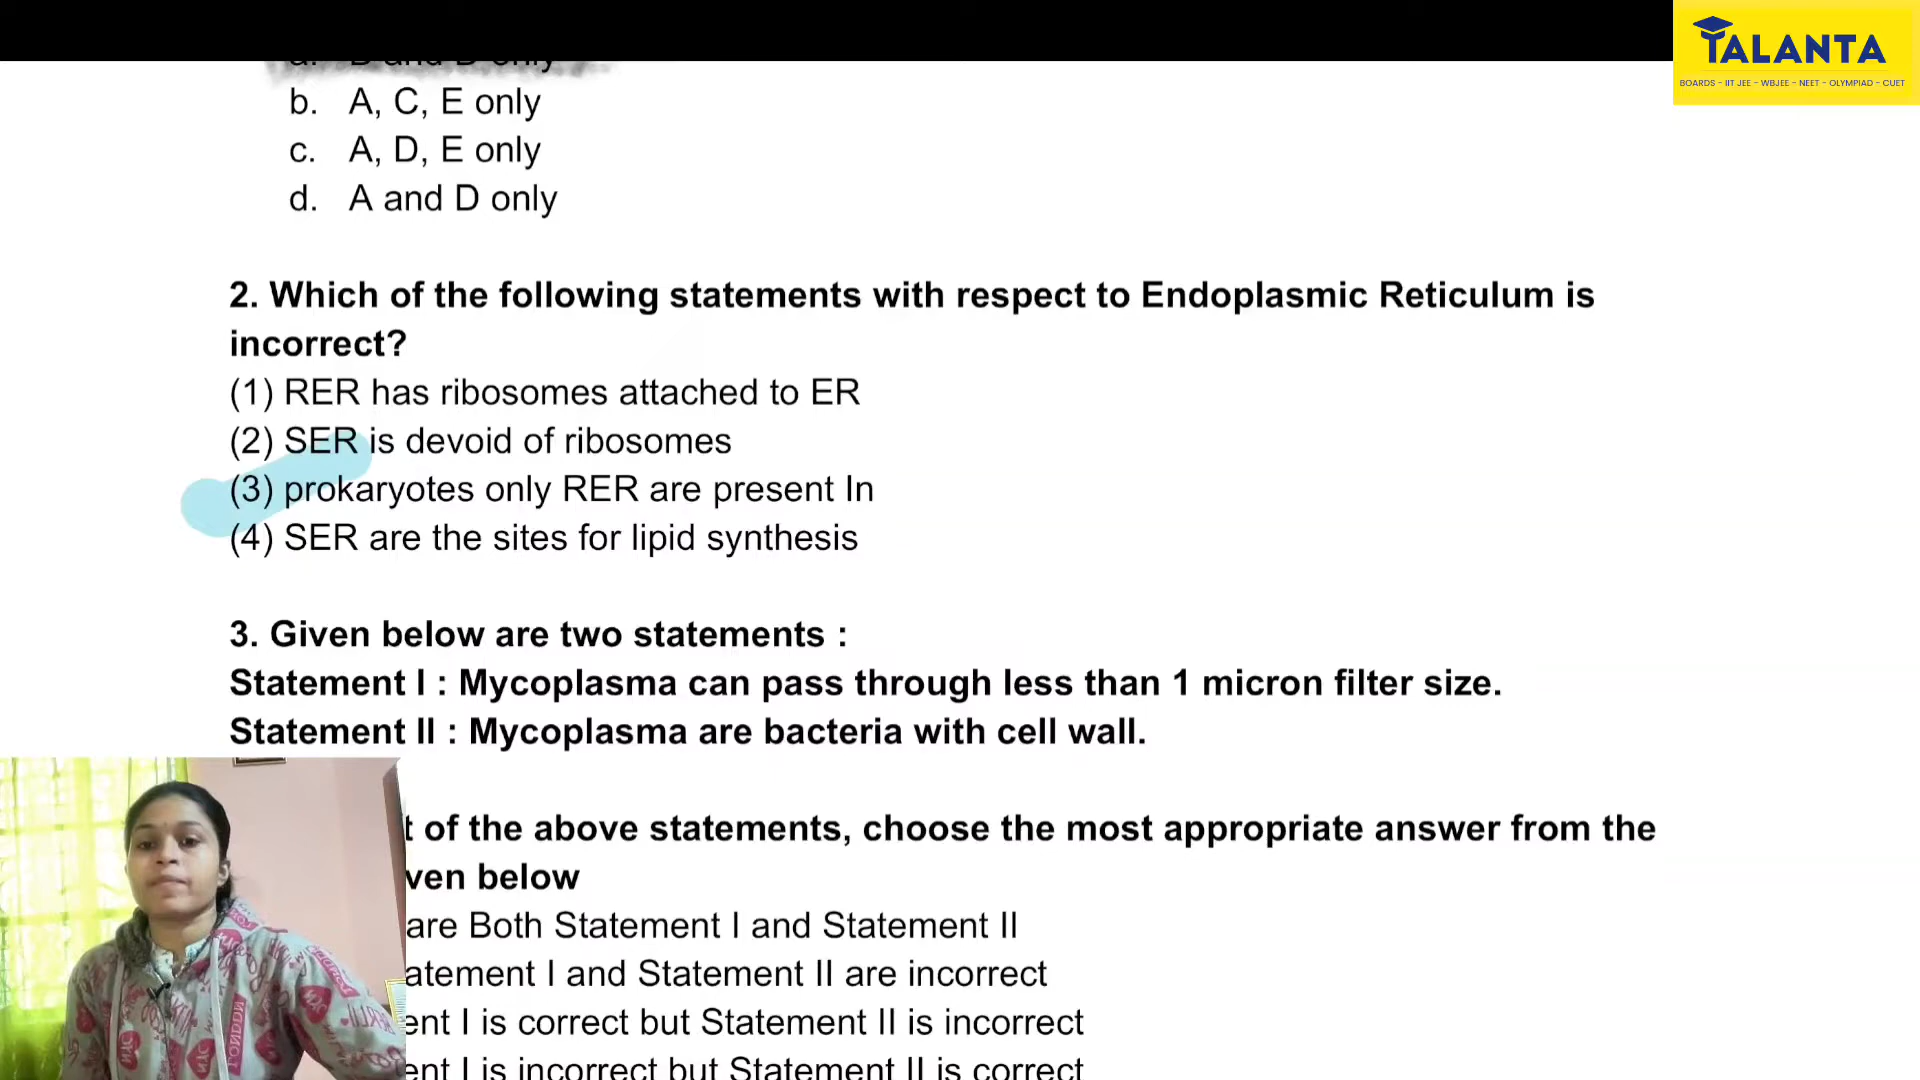 TALANTA
BOARDS - IIT JEE - WBJEE - NEET - OLYMPIAD - CUET
a. B and D only
b. A, C, E only
c. A, D, E only
d. A and D only
2. Which of the following statements with respect to Endoplasmic Reticulum is
incorrect?
(1) RER has ribosomes attached to ER
(2) SER is devoid of ribosomes
(3) prokaryotes only RER are present In
(4) SER are the sites for lipid synthesis
3. Given below are two statements :
Statement I : Mycoplasma can pass through less than 1 micron filter size.
Statement II : Mycoplasma are bacteria with cell wall.
t of the above statements, choose the most appropriate answer from the
ven below
are Both Statement I and Statement II
atement I and Statement II are incorrect
ent I is correct but Statement II is incorrect
ent I is incorrect but Statement II is correct